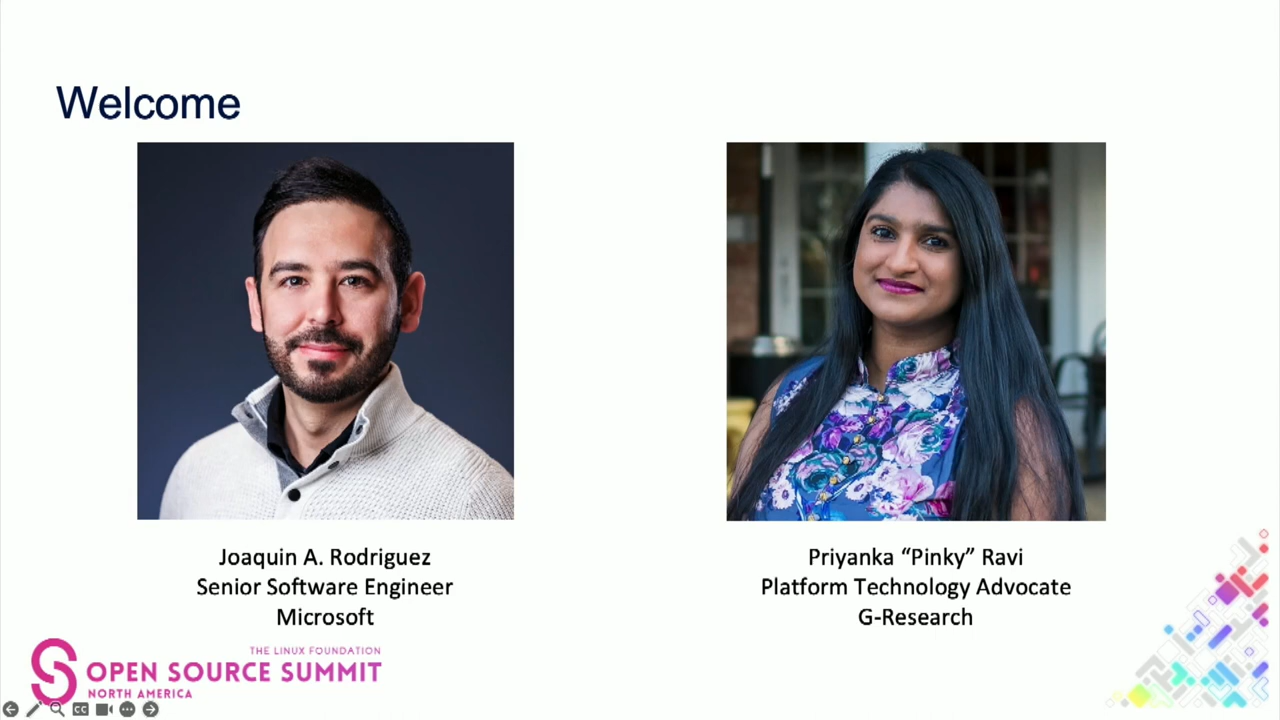 Welcome
Joaquin A. Rodriguez
Senior Software Engineer
Microsoft
Priyanka “Pinky” Ravi
Platform Technology Advocate
G-Research
THE LINUX FOUNDATION
OPEN SOURCE SUMMIT
NORTH AMERICA
CC